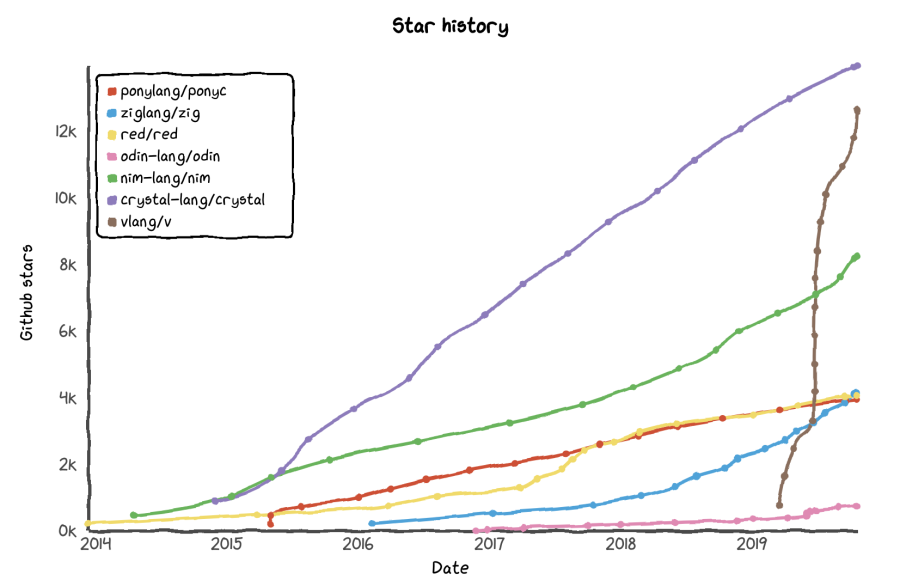 Star history
ponylang/ponyc
ziglang/zig
red/red
odin-lang/odin
nim-lang/nim
crystal-lang/crystal
vlang/v
Github stars
12k
10k
8k
6k
4k
2k
0k
2014 2015 2016 2017 2018 2019
Date